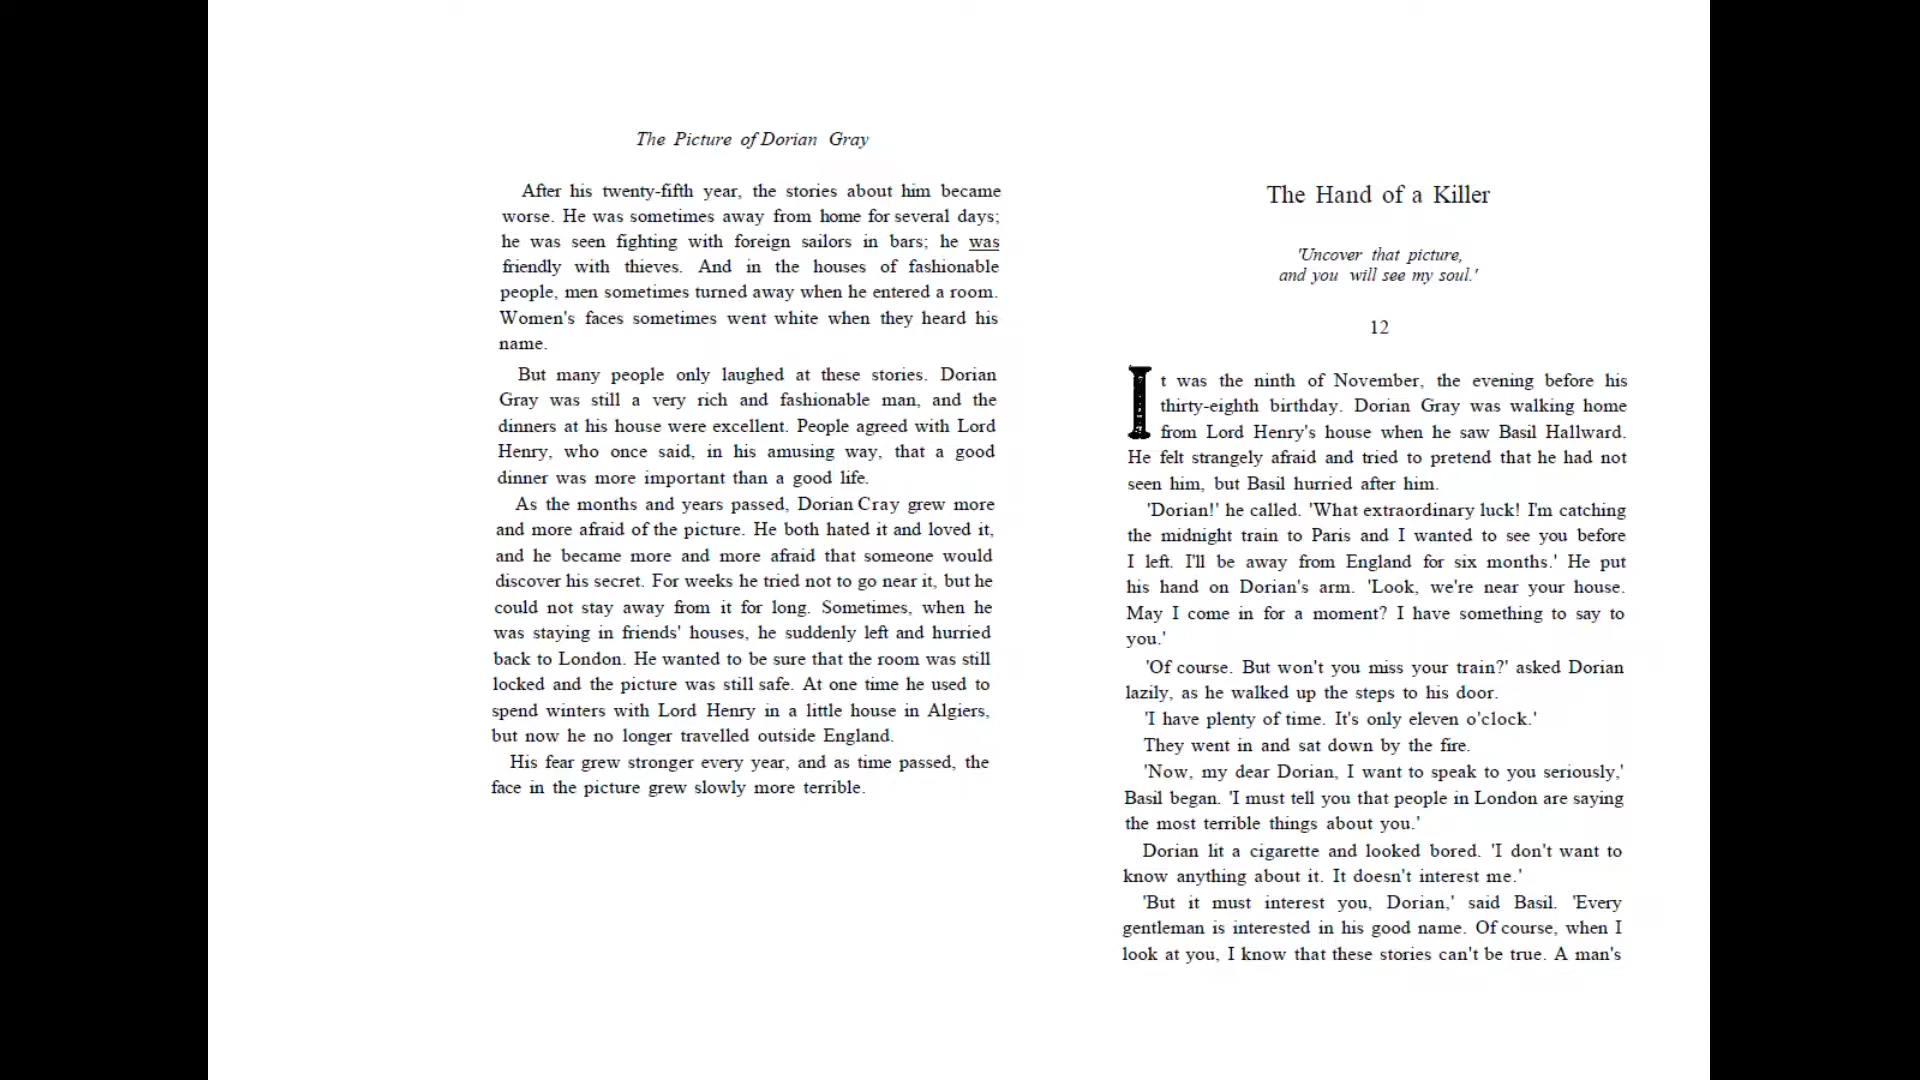 The Picture of Dorian Gray
After his twenty-fifth year, the stories about him became
worse. He was sometimes away from home for several days;
he was seen fighting with foreign sailors in bars; he was
friendly with thieves. And in the houses of fashionable
people, men sometimes turned away when he entered a room.
Women's faces sometimes went white when they heard his
name.
But many people only laughed at these stories. Dorian
Gray was still a very rich and fashionable man, and the
dinners at his house were excellent. People agreed with Lord
Henry, who once said, in his amusing way, that a good
dinner was more important than a good life.
As the months and years passed, Dorian Cray grew more
and more afraid of the picture. He both hated it and loved it,
and he became more and more afraid that someone would
discover his secret. For weeks he tried not to go near it, but he
could not stay away from it for long. Sometimes, when he
was staying in friends' houses, he suddenly left and hurried
back to London. He wanted to be sure that the room was still
locked and the picture was still safe. At one time he used to
spend winters with Lord Henry in a little house in Algiers,
but now he no longer travelled outside England.
His fear grew stronger every year, and as time passed, the
face in the picture grew slowly more terrible.
The Hand of a Killer
'Uncover that picture,
and you will see my soul.'
12
It was the ninth of November, the evening before his
thirty-eighth birthday. Dorian Gray was walking home
from Lord Henry's house when he saw Basil Hallward.
He felt strangely afraid and tried to pretend that he had not
seen him, but Basil hurried after him.
'Dorian!' he called. 'What extraordinary luck! I'm catching
the midnight train to Paris and I wanted to see you before
I left. I'll be away from England for six months.' He put
his hand on Dorian's arm. 'Look, we're near your house.
May I come in for a moment? I have something to say to
you.'
'Of course. But won't you miss your train?' asked Dorian
lazily, as he walked up the steps to his door.
'I have plenty of time. It's only eleven o'clock.'
They went in and sat down by the fire.
'Now, my dear Dorian, I want to speak to you seriously,'
Basil began. 'I must tell you that people in London are saying
the most terrible things about you.'
Dorian lit a cigarette and looked bored. 'I don't want to
know anything about it. It doesn't interest me.'
'But it must interest you, Dorian,' said Basil. 'Every
gentleman is interested in his good name. Of course, when I
look at you, I know that these stories can't be true. A man's